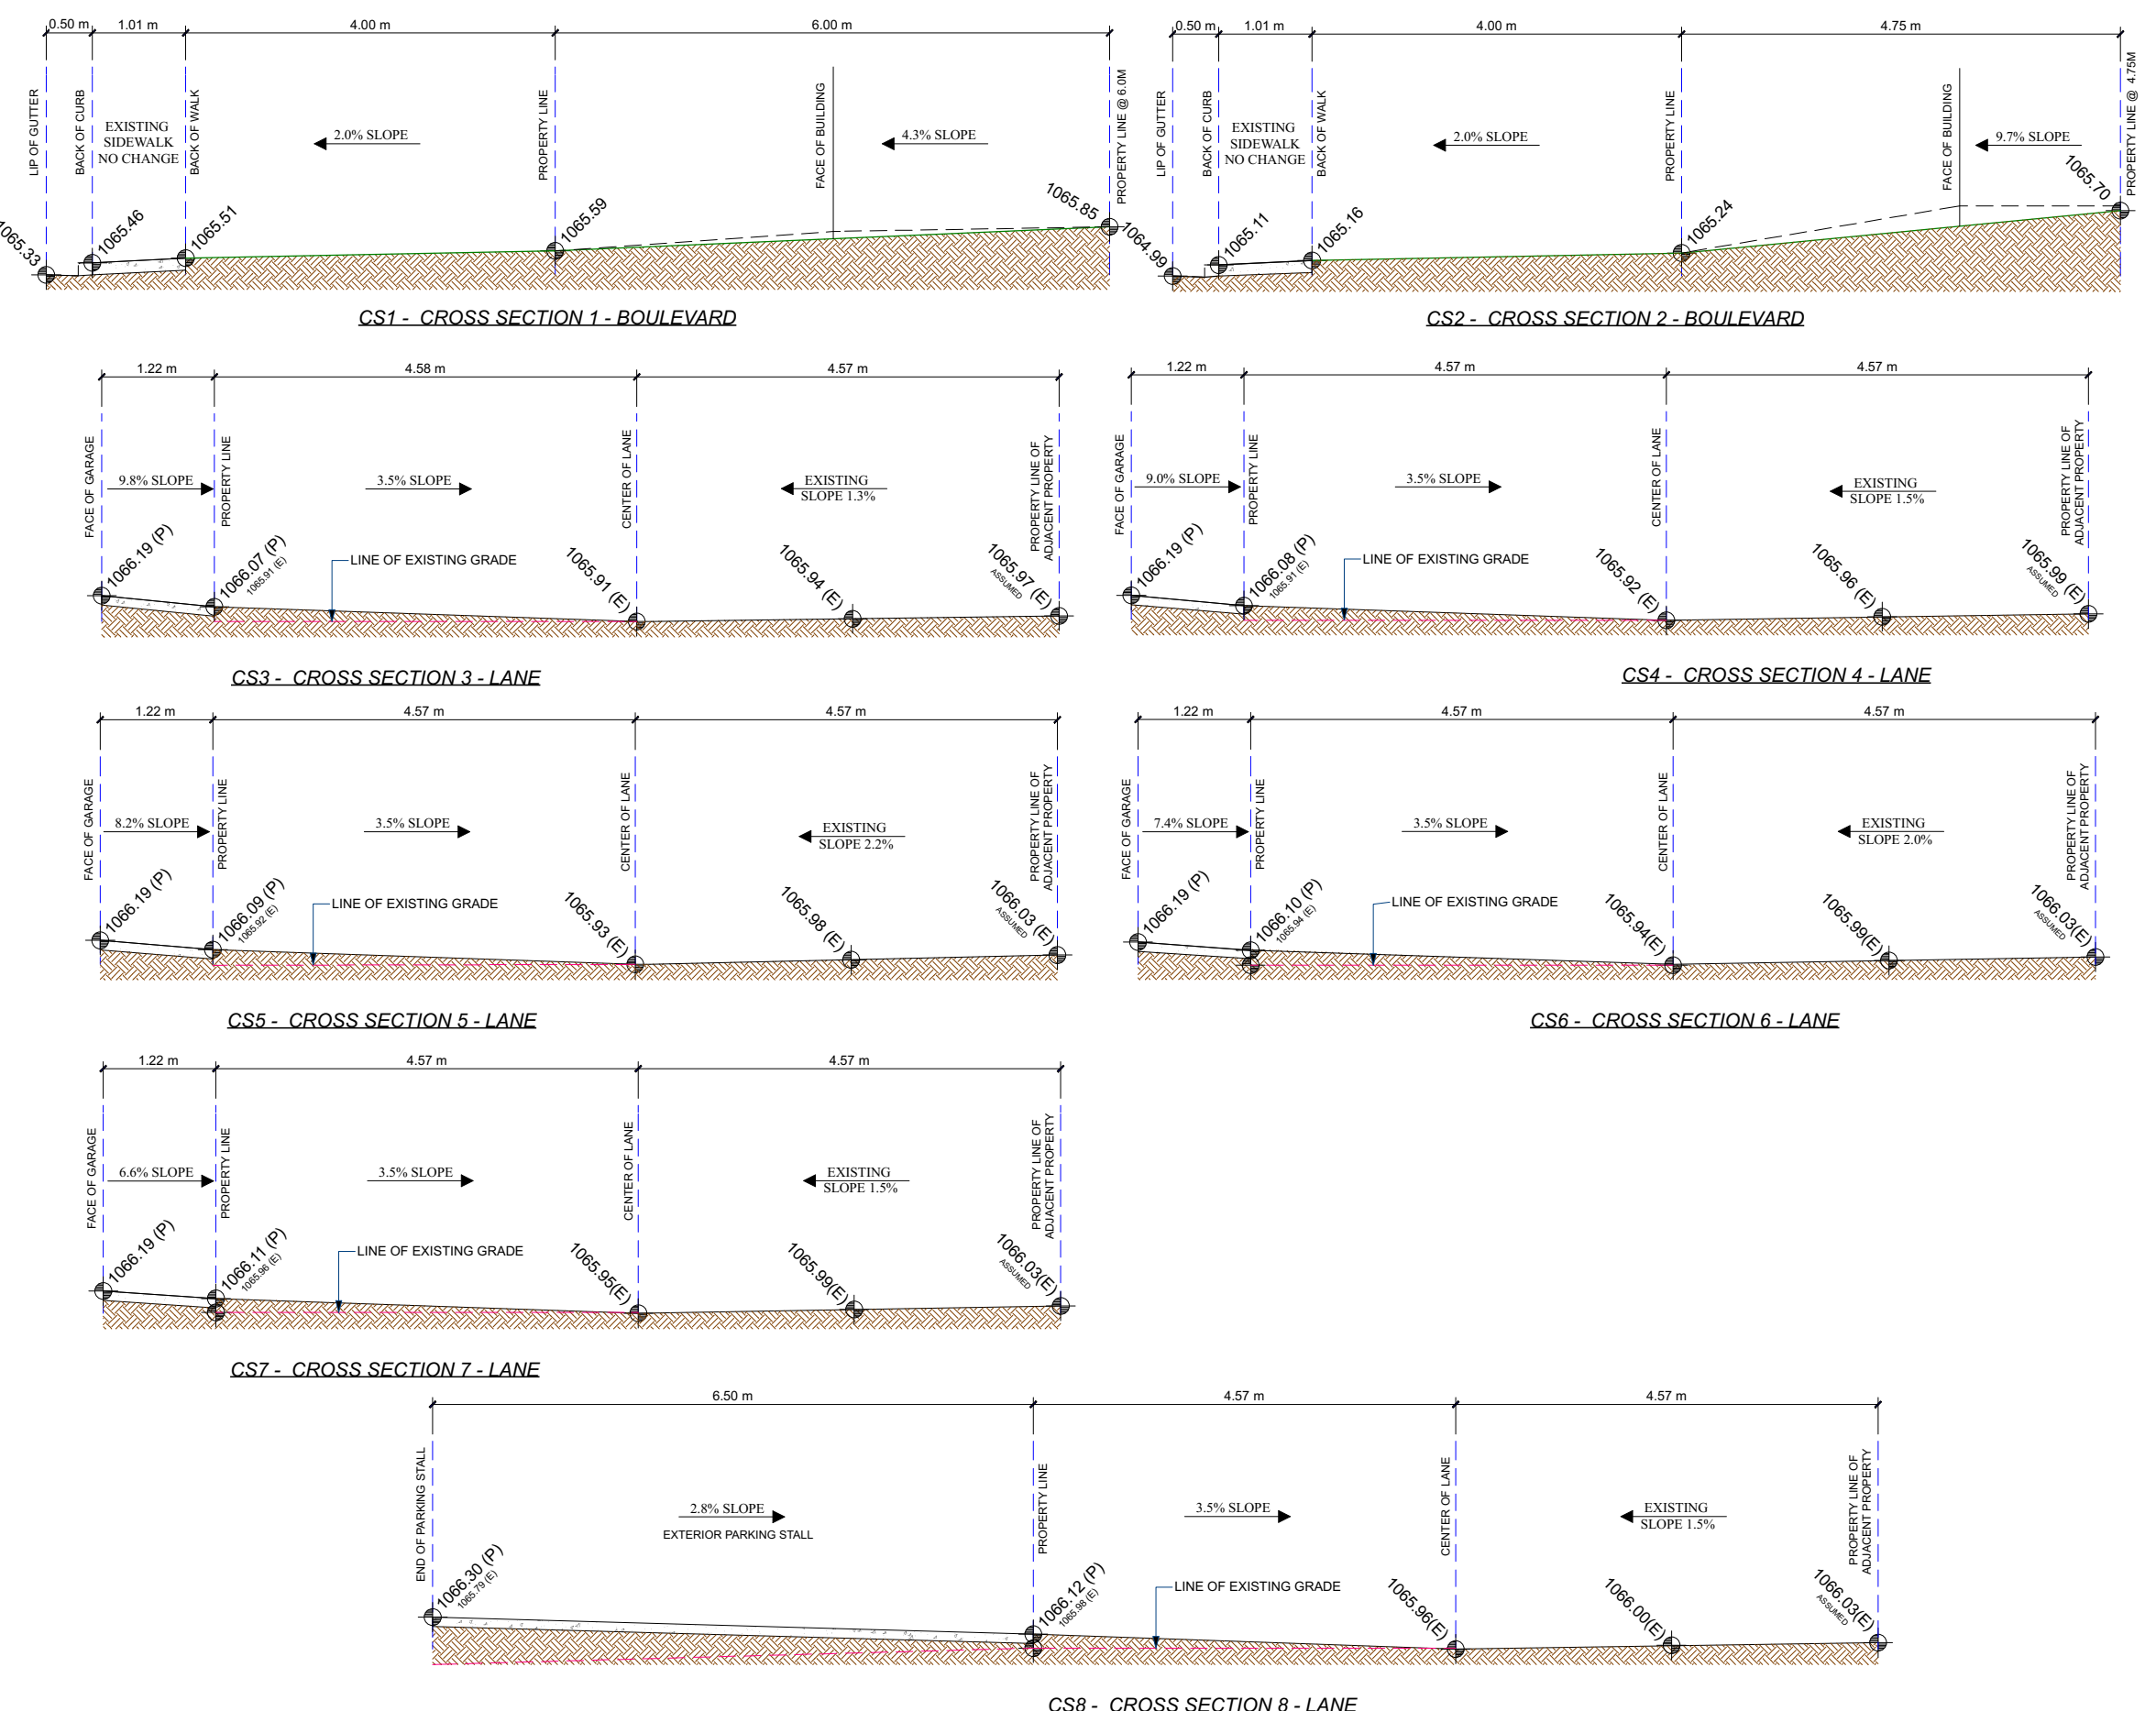 0.50 m
1.01 m
4.00 m
6.00 m
LIP OF GUTTER
BACK OF CURB
EXISTING
SIDEWALK
NO CHANGE
BACK OF WALK
2.0% SLOPE
PROPERTY LINE
FACE OF BUILDING
4.3% SLOPE
PROPERTY LINE @ 6.0M
1065.33
1065.46
1065.51
1065.59
1065.85
CS1 - CROSS SECTION 1 - BOULEVARD
0.50 m
1.01 m
4.00 m
4.75 m
LIP OF GUTTER
BACK OF CURB
EXISTING
SIDEWALK
NO CHANGE
BACK OF WALK
2.0% SLOPE
PROPERTY LINE
FACE OF BUILDING
9.7% SLOPE
PROPERTY LINE @ 4.75M
1064.99
1065.11
1065.16
1065.24
1065.70
CS2 - CROSS SECTION 2 - BOULEVARD
1.22 m
4.58 m
4.57 m
FACE OF GARAGE
9.8% SLOPE
PROPERTY LINE
3.5% SLOPE
CENTER OF LANE
EXISTING
SLOPE 1.3%
PROPERTY LINE OF
ADJACENT PROPERTY
1066.19 (P)
1066.07 (P)
1065.91 (E)
LINE OF EXISTING GRADE
1065.91 (E)
1065.94 (E)
1065.97 (E)
ASSUMED
CS3 - CROSS SECTION 3 - LANE
1.22 m
4.57 m
4.57 m
FACE OF GARAGE
9.0% SLOPE
PROPERTY LINE
3.5% SLOPE
CENTER OF LANE
EXISTING
SLOPE 1.5%
PROPERTY LINE OF
ADJACENT PROPERTY
1066.19 (P)
1066.08 (P)
1065.91 (E)
LINE OF EXISTING GRADE
1065.92 (E)
1065.96 (E)
1065.99 (E)
ASSUMED
CS4 - CROSS SECTION 4 - LANE
1.22 m
4.57 m
4.57 m
FACE OF GARAGE
8.2% SLOPE
PROPERTY LINE
3.5% SLOPE
CENTER OF LANE
EXISTING
SLOPE 2.2%
PROPERTY LINE OF
ADJACENT PROPERTY
1066.19 (P)
1066.09 (P)
1065.92 (E)
LINE OF EXISTING GRADE
1065.93 (E)
1065.98 (E)
1066.03 (E)
ASSUMED
CS5 - CROSS SECTION 5 - LANE
1.22 m
4.57 m
4.57 m
FACE OF GARAGE
7.4% SLOPE
PROPERTY LINE
3.5% SLOPE
CENTER OF LANE
EXISTING
SLOPE 2.0%
PROPERTY LINE OF
ADJACENT PROPERTY
1066.19 (P)
1066.10 (P)
1065.94 (E)
LINE OF EXISTING GRADE
1065.94(E)
1065.99(E)
1066.03(E)
ASSUMED
CS6 - CROSS SECTION 6 - LANE
1.22 m
4.57 m
4.57 m
FACE OF GARAGE
6.6% SLOPE
PROPERTY LINE
3.5% SLOPE
CENTER OF LANE
EXISTING
SLOPE 1.5%
PROPERTY LINE OF
ADJACENT PROPERTY
1066.19 (P)
1066.11 (P)
1065.96 (E)
LINE OF EXISTING GRADE
1065.95(E)
1065.99(E)
1066.03(E)
ASSUMED
CS7 - CROSS SECTION 7 - LANE
6.50 m
4.57 m
4.57 m
END OF PARKING STALL
2.8% SLOPE
EXTERIOR PARKING STALL
PROPERTY LINE
3.5% SLOPE
CENTER OF LANE
EXISTING
SLOPE 1.5%
PROPERTY LINE OF
ADJACENT PROPERTY
1066.30 (P)
1065.79 (E)
1066.12 (P)
1065.98 (E)
LINE OF EXISTING GRADE
1065.96(E)
1066.00(E)
1066.03(E)
ASSUMED
CS8 - CROSS SECTION 8 - LANE